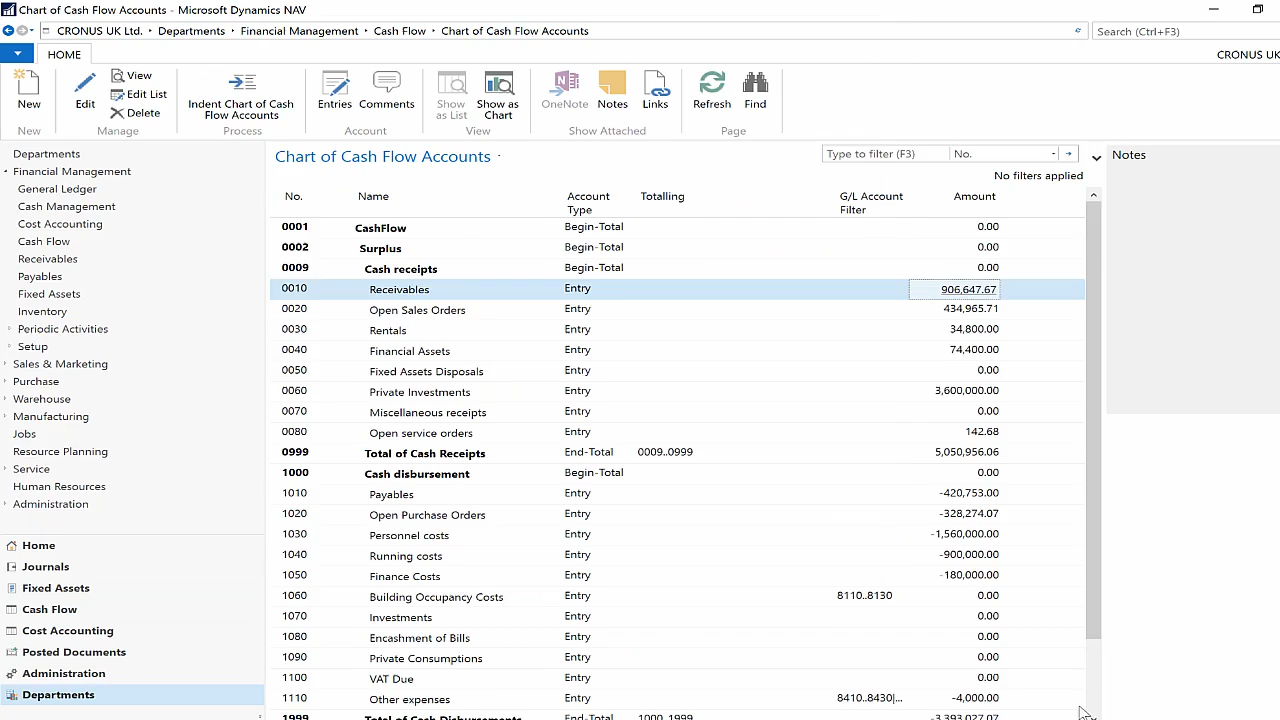 Chart of Cash Flow Accounts - Microsoft Dynamics NAV
CRONUS UK Ltd. Departments Financial Management Cash Flow Chart of Cash Flow Accounts Search (Ctrl+F3)
HOME CRONUS UK
New Edit View Edit List Delete Indent Chart of Cash Flow Accounts Entries Comments Show as List Show as Chart OneNote Notes Links Refresh Find
New Manage Process Account View Show Attached Page
Departments
Financial Management
General Ledger
Cash Management
Cost Accounting
Cash Flow
Receivables
Payables
Fixed Assets
Inventory
Periodic Activities
Setup
Sales & Marketing
Purchase
Warehouse
Manufacturing
Jobs
Resource Planning
Service
Human Resources
Administration
Home
Journals
Fixed Assets
Cash Flow
Cost Accounting
Posted Documents
Administration
Departments
Chart of Cash Flow Accounts Type to filter (F3) No.
No filters applied
No. Name Account Type Totalling G/L Account Filter Amount
0001 CashFlow Begin-Total 0.00
0002 Surplus Begin-Total 0.00
0009 Cash receipts Begin-Total 0.00
0010 Receivables Entry 906,647.67
0020 Open Sales Orders Entry 434,965.71
0030 Rentals Entry 34,800.00
0040 Financial Assets Entry 74,400.00
0050 Fixed Assets Disposals Entry 0.00
0060 Private Investments Entry 3,600,000.00
0070 Miscellaneous receipts Entry 0.00
0080 Open service orders Entry 142.68
0999 Total of Cash Receipts End-Total 0009..0999 5,050,956.06
1000 Cash disbursement Begin-Total 0.00
1010 Payables Entry -420,753.00
1020 Open Purchase Orders Entry -328,274.07
1030 Personnel costs Entry -1,560,000.00
1040 Running costs Entry -900,000.00
1050 Finance Costs Entry -180,000.00
1060 Building Occupancy Costs Entry 8110..8130 0.00
1070 Investments Entry 0.00
1080 Encashment of Bills Entry 0.00
1090 Private Consumptions Entry 0.00
1100 VAT Due Entry 0.00
1110 Other expenses Entry 8410..8430|... -4,000.00
1999 Total of Cash Disbursements End-Total 1000..1999 -3,393,027.07
Notes